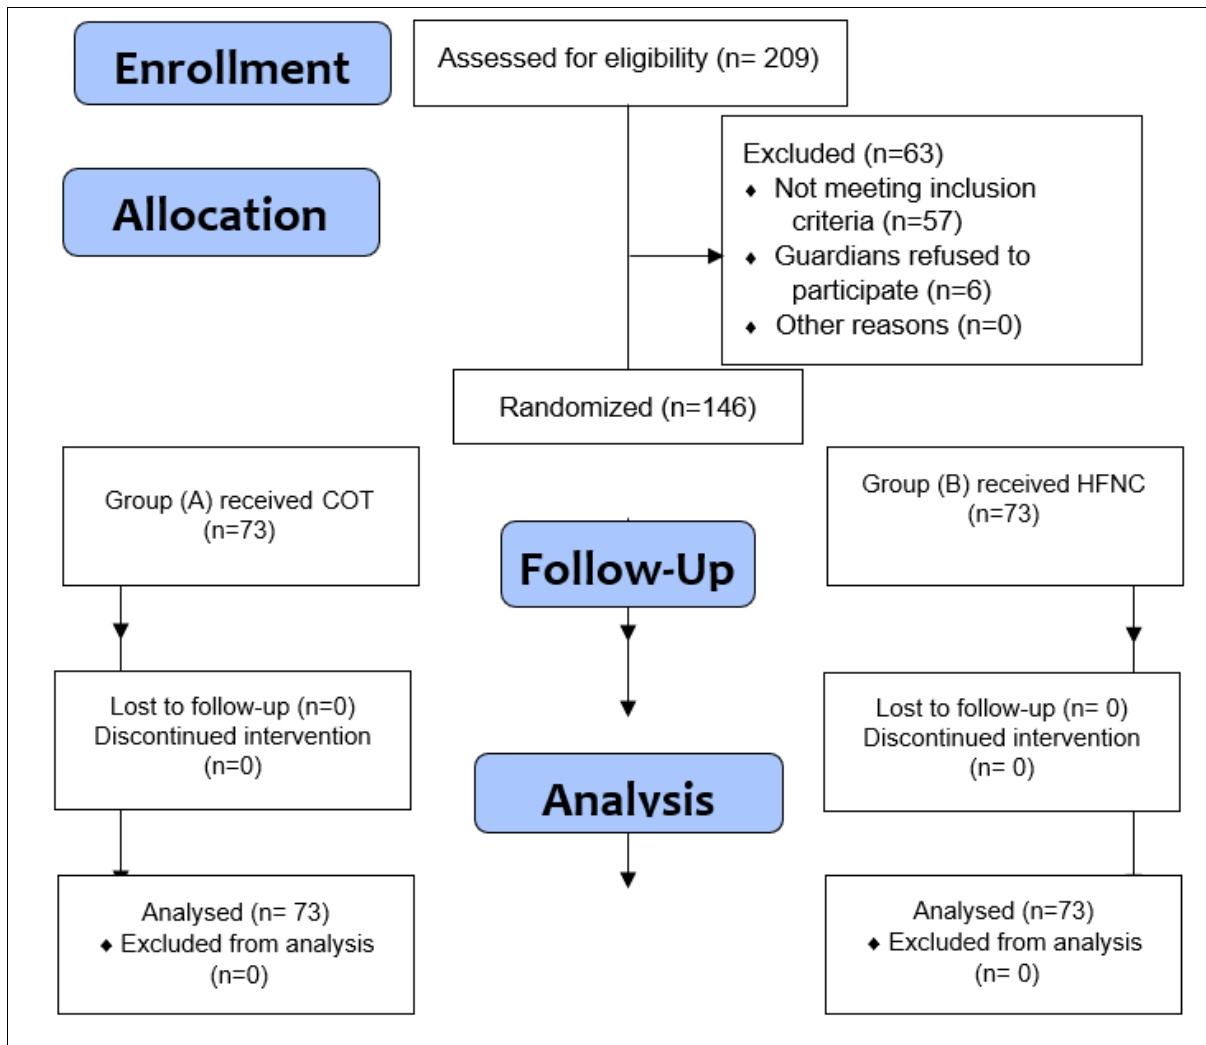 Enrollment
Assessed for eligibility (n= 209)
Excluded (n=63)
♦ Not meeting inclusion
criteria (n=57)
♦ Guardians refused to
participate (n=6)
♦ Other reasons (n=0)
Allocation
Randomized (n=146)
Group (A) received COT
(n=73)
Group (B) received HFNC
(n=73)
Follow-Up
Lost to follow-up (n=0)
Discontinued intervention
(n=0)
Lost to follow-up (n= 0)
Discontinued intervention
(n= 0)
Analysis
Analysed (n= 73)
♦ Excluded from analysis
(n=0)
Analysed (n=73)
♦ Excluded from analysis
(n= 0)